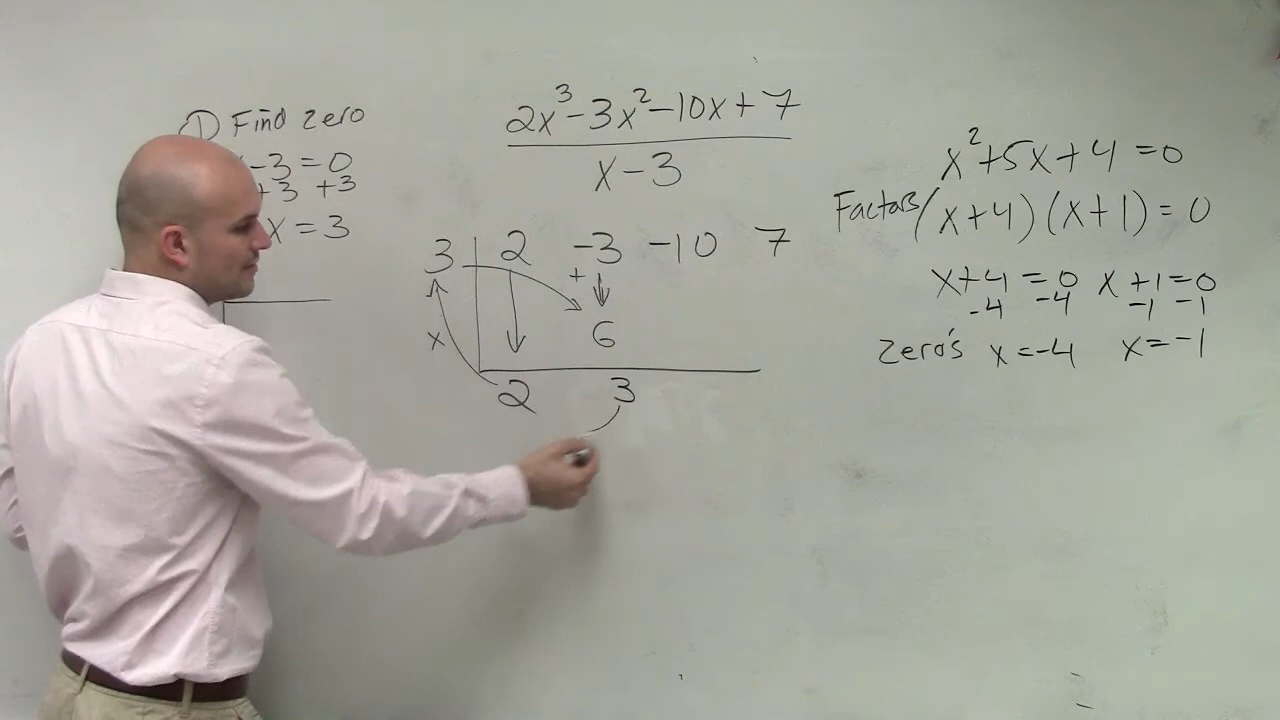 ① Find zero
x-3 = 0
+3 +3
x = 3
2x³-3x²-10x+7
x-3
3 2 -3 -10 7
+
x 6
2 3
x²+5x+4 = 0
Factors (x+4)(x+1) = 0
x+4 = 0 x+1 = 0
-4 -4 -1 -1
zero's x = -4 x = -1